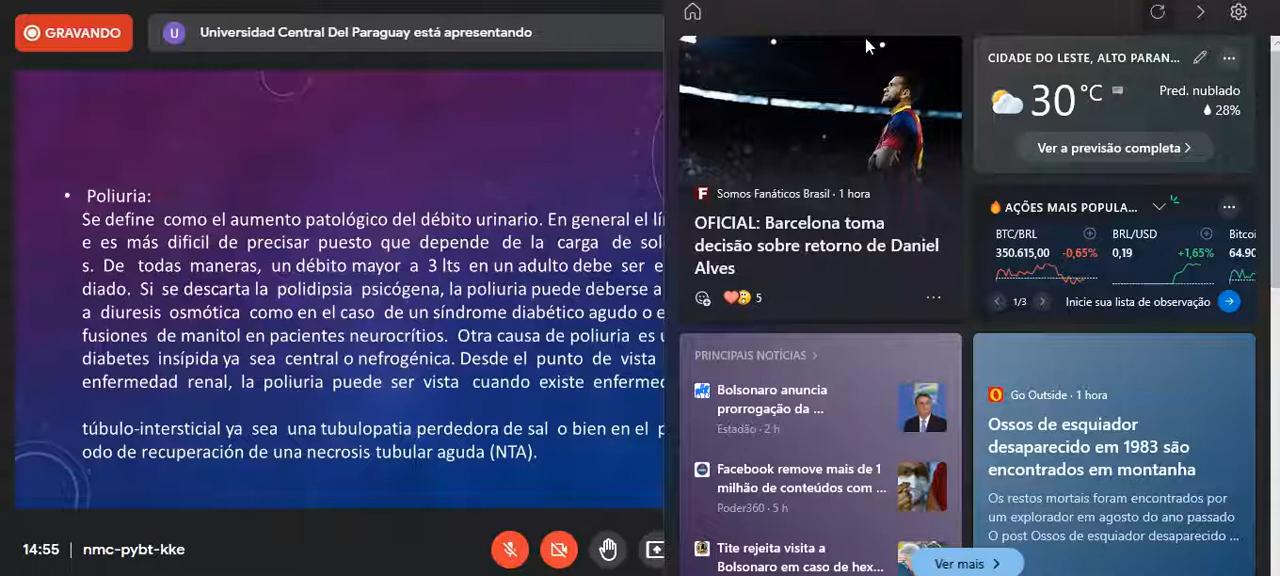 GRAVANDO
U Universidad Central Del Paraguay está apresentando
• Poliuria:
Se define como el aumento patológico del débito urinario. En general el lí
e es más dificil de precisar puesto que depende de la carga de sol
s. De todas maneras, un débito mayor a 3 lts en un adulto debe ser e
diado. Si se descarta la polidipsia psicógena, la poliuria puede deberse a
a diuresis osmótica como en el caso de un síndrome diabético agudo o e
fusiones de manitol en pacientes neurocrítios. Otra causa de poliuria es
diabetes insípida ya sea central o nefrogénica. Desde el punto de vista
enfermedad renal, la poliuria puede ser vista cuando existe enfermed
túbulo-intersticial ya sea una tubulopatia perdedora de sal o bien en el p
odo de recuperación de una necrosis tubular aguda (NTA).
14:55 | nmc-pybt-kke
F Somos Fanáticos Brasil · 1 hora
OFICIAL: Barcelona toma
decisão sobre retorno de Daniel
Alves
5
CIDADE DO LESTE, ALTO PARAN...
30 °C
Pred. nublado
28%
Ver a previsão completa >
AÇÕES MAIS POPULA...
BTC/BRL BRL/USD Bitcoi
350.615,00 -0,65% 0,19 +1,65% 64.90
1/3 Inicie sua lista de observação
PRINCIPAIS NOTÍCIAS >
Bolsonaro anuncia
prorrogação da ...
Estadão · 2 h
Facebook remove mais de 1
milhão de conteúdos com ...
Poder360 · 5 h
Tite rejeita visita a
Bolsonaro em caso de hex...
Go Outside · 1 hora
Ossos de esquiador
desaparecido em 1983 são
encontrados em montanha
Os restos mortais foram encontrados por
um explorador em agosto do ano passado
O post Ossos de esquiador desaparecido ...
Ver mais >